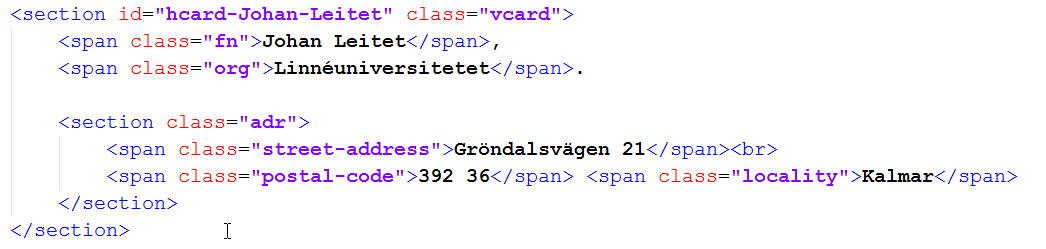 <section id="hcard-Johan-Leitet" class="vcard">
    <span class="fn">Johan Leitet</span>,
    <span class="org">Linnéuniversitetet</span>.
    <section class="adr">
        <span class="street-address">Gröndalsvägen 21</span><br>
        <span class="postal-code">392 36</span> <span class="locality">Kalmar</span>
    </section>
</section>